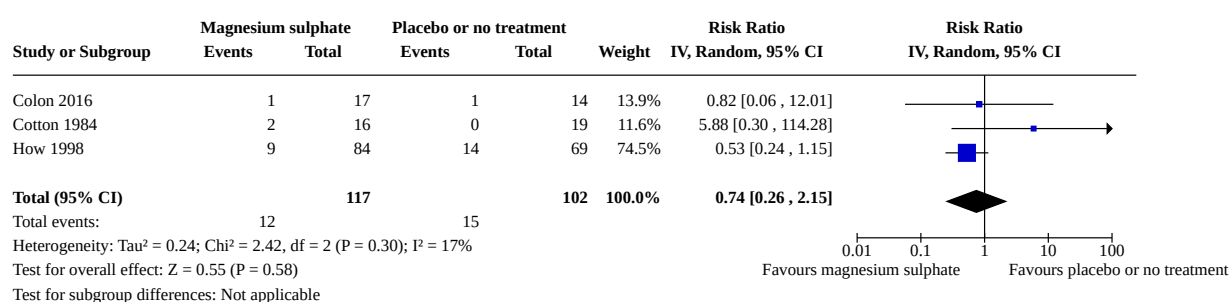 Magnesium sulphate Placebo or no treatment Risk Ratio Risk Ratio
Study or Subgroup Events Total Events Total Weight IV, Random, 95% CI IV, Random, 95% CI
Colon 2016 1 17 1 14 13.9% 0.82 [0.06 , 12.01]
Cotton 1984 2 16 0 19 11.6% 5.88 [0.30 , 114.28]
How 1998 9 84 14 69 74.5% 0.53 [0.24 , 1.15]
Total (95% CI) 117 102 100.0% 0.74 [0.26 , 2.15]
Total events: 12 15
Heterogeneity: Tau² = 0.24; Chi² = 2.42, df = 2 (P = 0.30); I² = 17% 0.01 0.1 1 10 100
Test for overall effect: Z = 0.55 (P = 0.58) Favours magnesium sulphate Favours placebo or no treatment
Test for subgroup differences: Not applicable